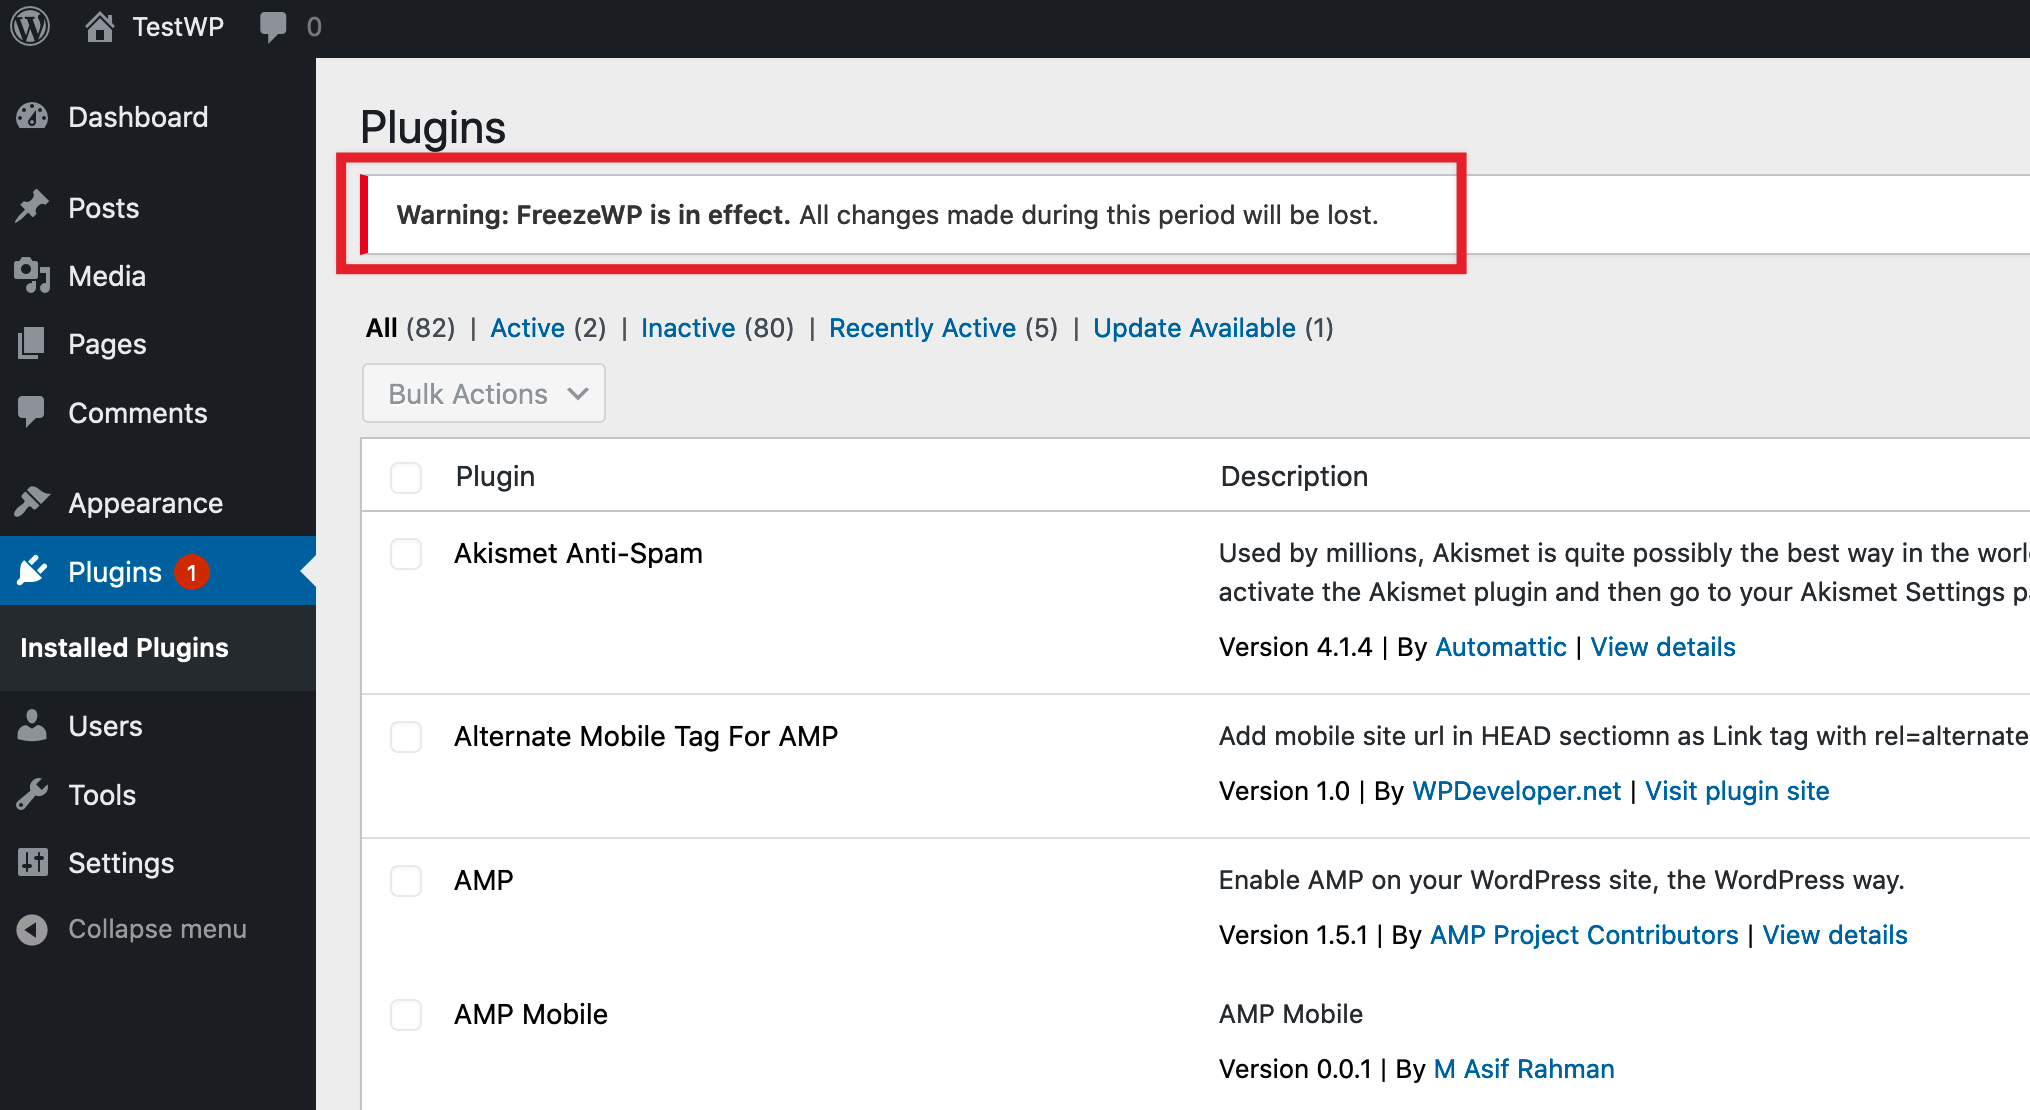 TestWP 0
Dashboard
Posts
Media
Pages
Comments
Appearance
Plugins 1
Installed Plugins
Users
Tools
Settings
Collapse menu
Plugins
Warning: FreezeWP is in effect. All changes made during this period will be lost.
All (82) | Active (2) | Inactive (80) | Recently Active (5) | Update Available (1)
Bulk Actions
Plugin Description
Akismet Anti-Spam
Used by millions, Akismet is quite possibly the best way in the
activate the Akismet plugin and then go to your Akismet Settings
Version 4.1.4 | By Automattic | View details
Alternate Mobile Tag For AMP
Add mobile site url in HEAD sectiomn as Link tag with rel=alternate
Version 1.0 | By WPDeveloper.net | Visit plugin site
AMP
Enable AMP on your WordPress site, the WordPress way.
Version 1.5.1 | By AMP Project Contributors | View details
AMP Mobile
AMP Mobile
Version 0.0.1 | By M Asif Rahman